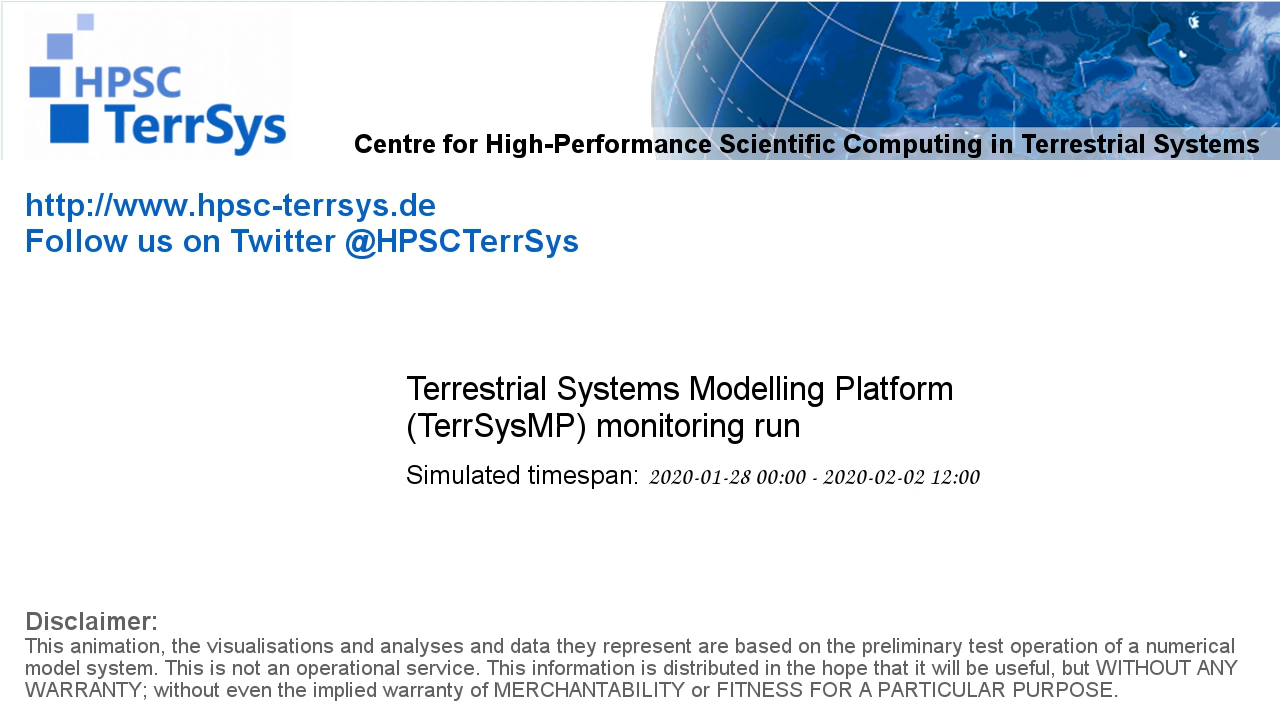 HPSC
TerrSys
Centre for High-Performance Scientific Computing in Terrestrial Systems
http://www.hpsc-terrsys.de
Follow us on Twitter @HPSCTerrSys
Terrestrial Systems Modelling Platform
(TerrSysMP) monitoring run
Simulated timespan: 2020-01-28 00:00 - 2020-02-02 12:00
Disclaimer:
This animation, the visualisations and analyses and data they represent are based on the preliminary test operation of a numerical
model system. This is not an operational service. This information is distributed in the hope that it will be useful, but WITHOUT ANY
WARRANTY; without even the implied warranty of MERCHANTABILITY or FITNESS FOR A PARTICULAR PURPOSE.